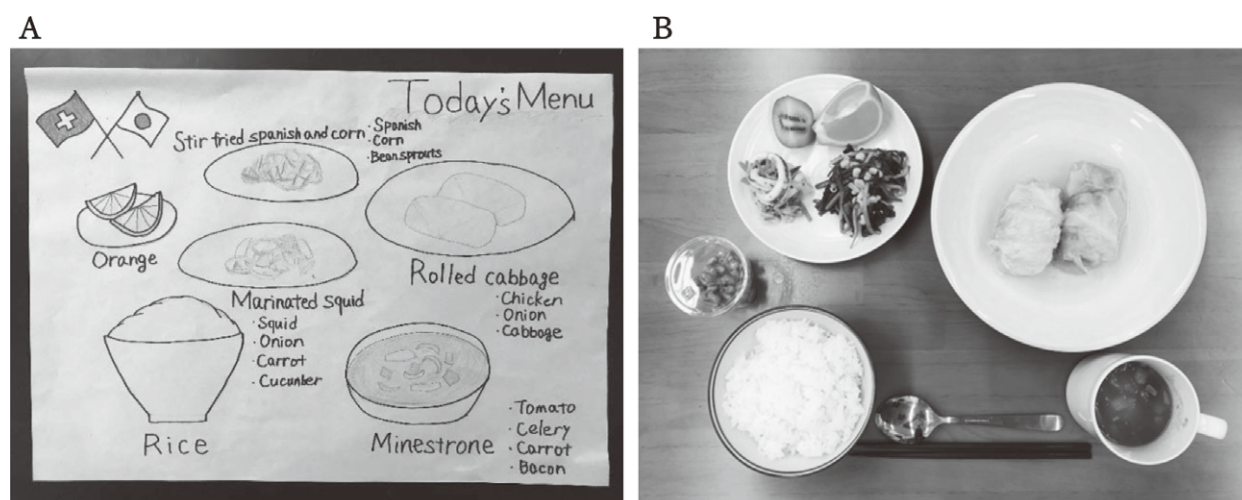 A
B
Today's Menu
Stir fried spanish and corn
· Spanish
· Corn
· Beansprouts
Orange
Rolled cabbage
· Chicken
· Onion
· Cabbage
Marinated squid
· Squid
· Onion
· Carrot
· Cucumber
Rice
Minestrone
· Tomato
· Celery
· Carrot
· Bacon